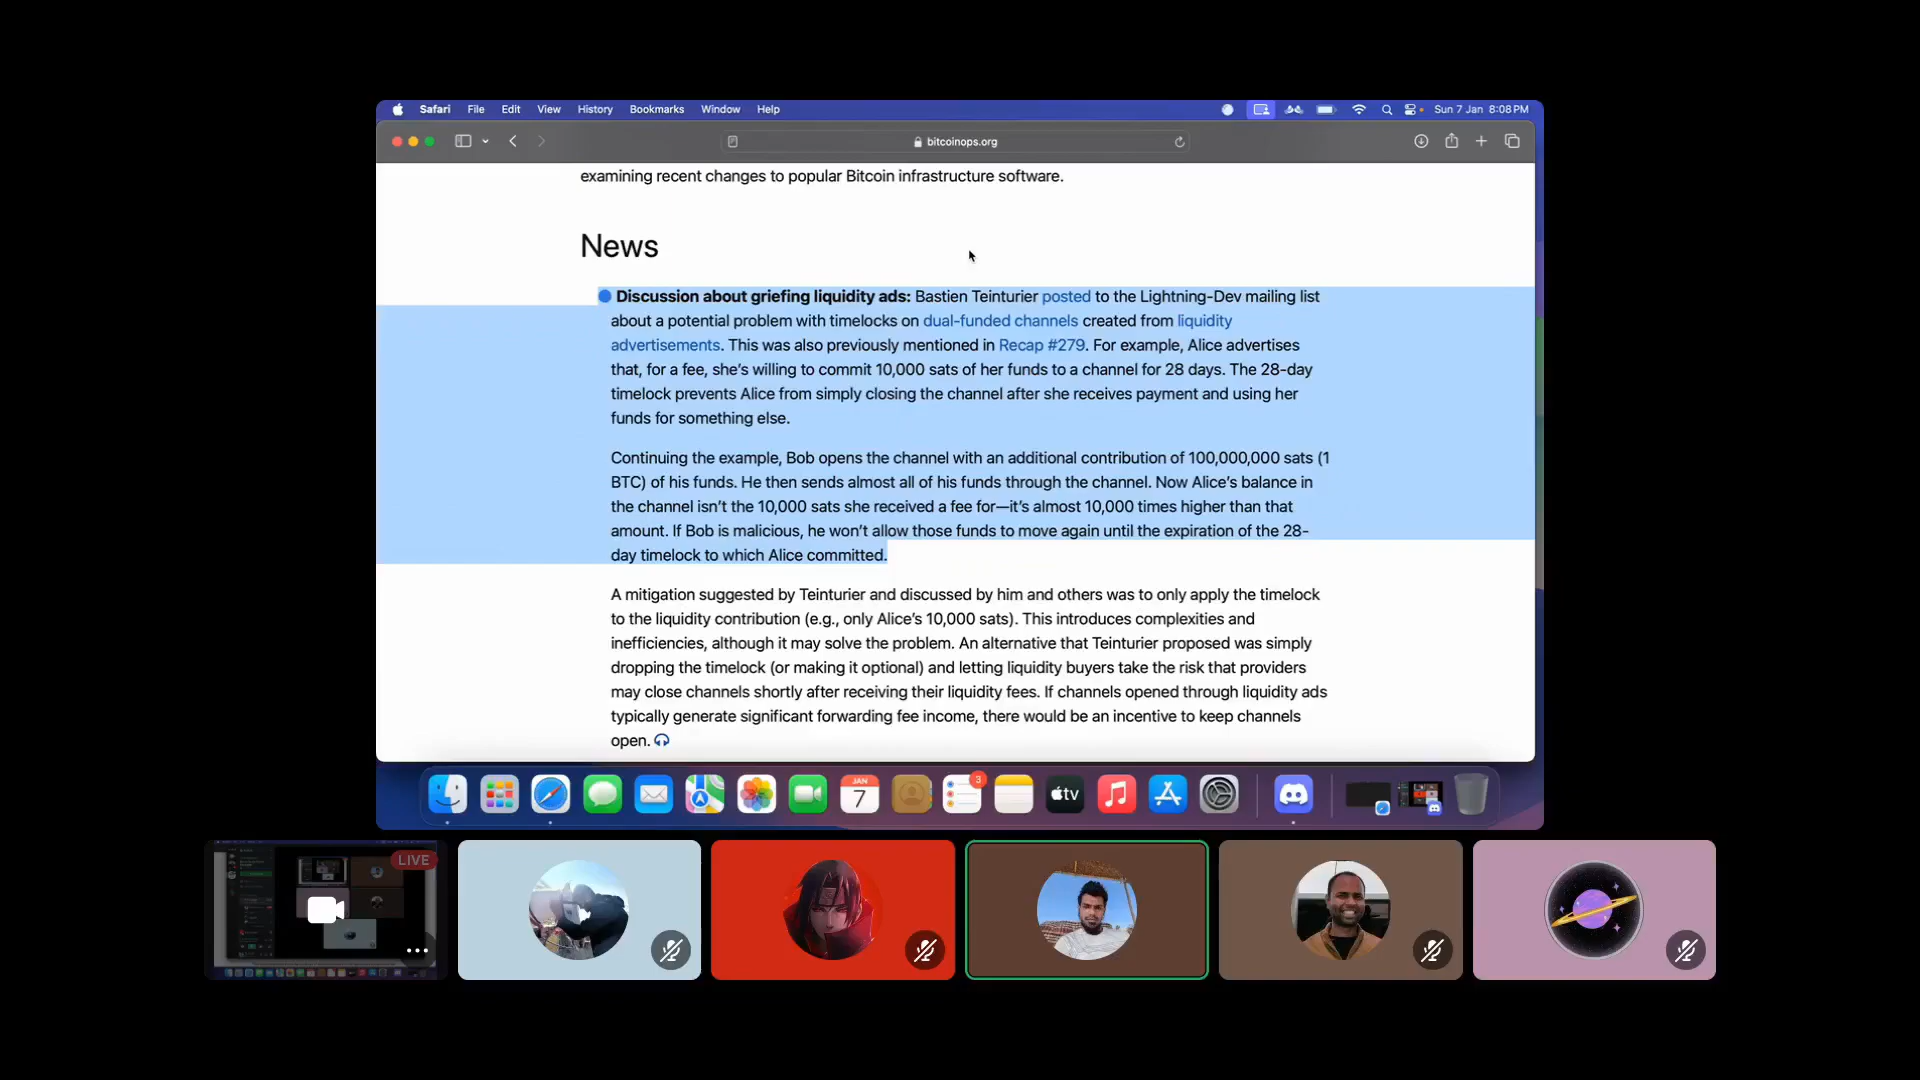 Safari File Edit View History Bookmarks Window Help Sun 7 Jan 8:08 PM
bitcoinops.org
examining recent changes to popular Bitcoin infrastructure software.
News
Discussion about griefing liquidity ads: Bastien Teinturier posted to the Lightning-Dev mailing list
about a potential problem with timelocks on dual-funded channels created from liquidity
advertisements. This was also previously mentioned in Recap #279. For example, Alice advertises
that, for a fee, she’s willing to commit 10,000 sats of her funds to a channel for 28 days. The 28-day
timelock prevents Alice from simply closing the channel after she receives payment and using her
funds for something else.
Continuing the example, Bob opens the channel with an additional contribution of 100,000,000 sats (1
BTC) of his funds. He then sends almost all of his funds through the channel. Now Alice’s balance in
the channel isn’t the 10,000 sats she received a fee for—it’s almost 10,000 times higher than that
amount. If Bob is malicious, he won’t allow those funds to move again until the expiration of the 28-
day timelock to which Alice committed.
A mitigation suggested by Teinturier and discussed by him and others was to only apply the timelock
to the liquidity contribution (e.g., only Alice’s 10,000 sats). This introduces complexities and
inefficiencies, although it may solve the problem. An alternative that Teinturier proposed was simply
dropping the timelock (or making it optional) and letting liquidity buyers take the risk that providers
may close channels shortly after receiving their liquidity fees. If channels opened through liquidity ads
typically generate significant forwarding fee income, there would be an incentive to keep channels
open.
JAN
7
3
tv
LIVE